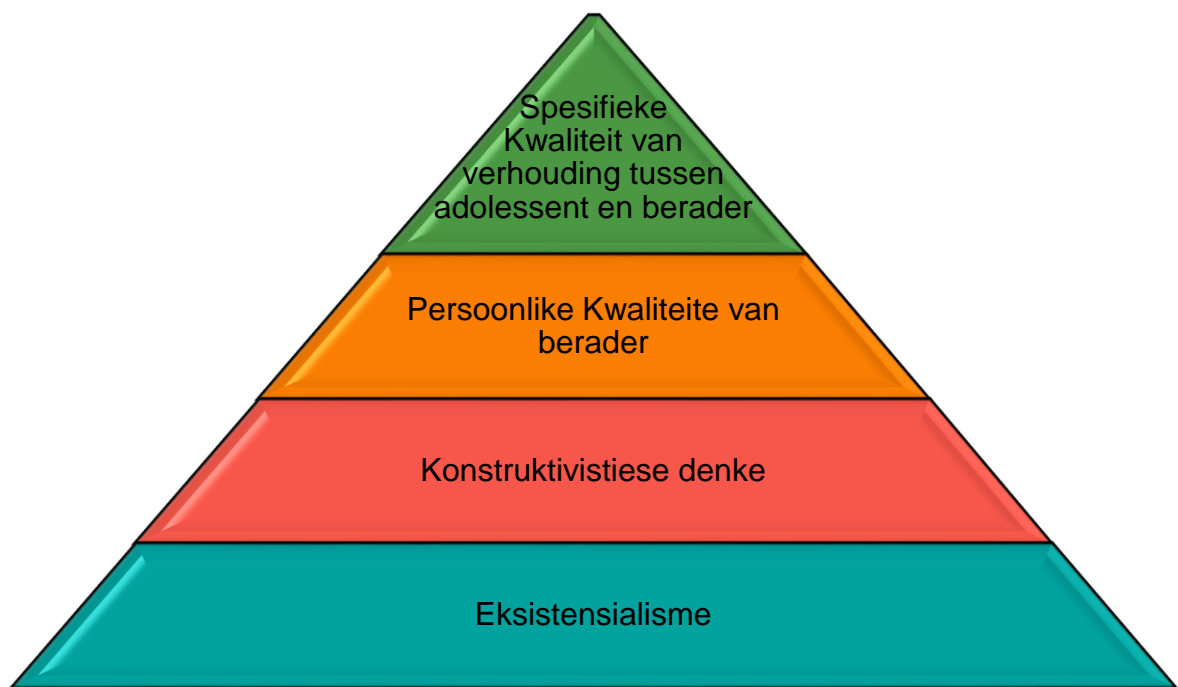 Spesifieke
Kwaliteit van
verhouding tussen
adolessent en berader
Persoonlike Kwaliteite van
berader
Konstruktivistiese denke
Eksistensialisme